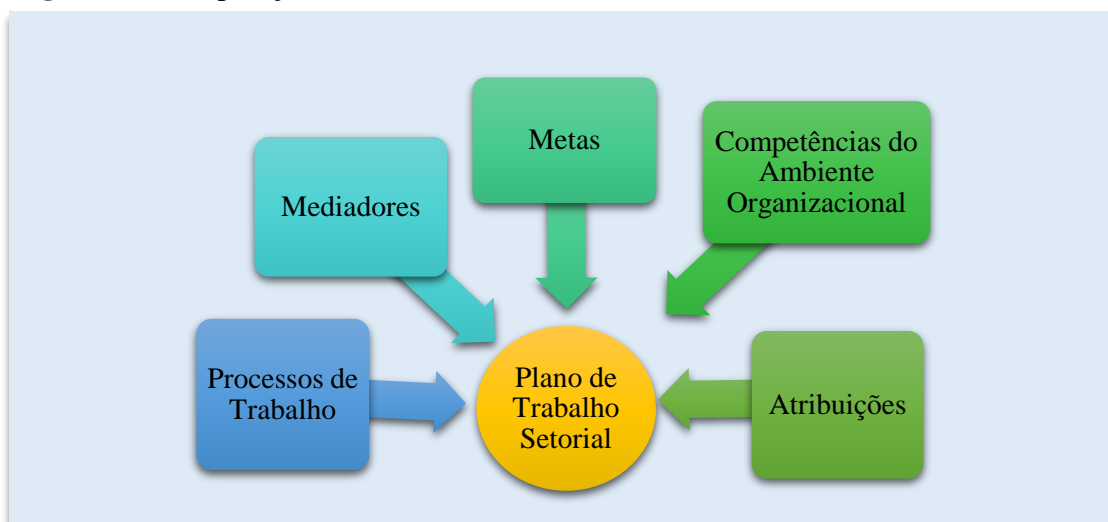 Metas
Competências do
Ambiente
Organizacional
Mediadores
Processos de
Trabalho
Plano de
Trabalho
Setorial
Atribuições